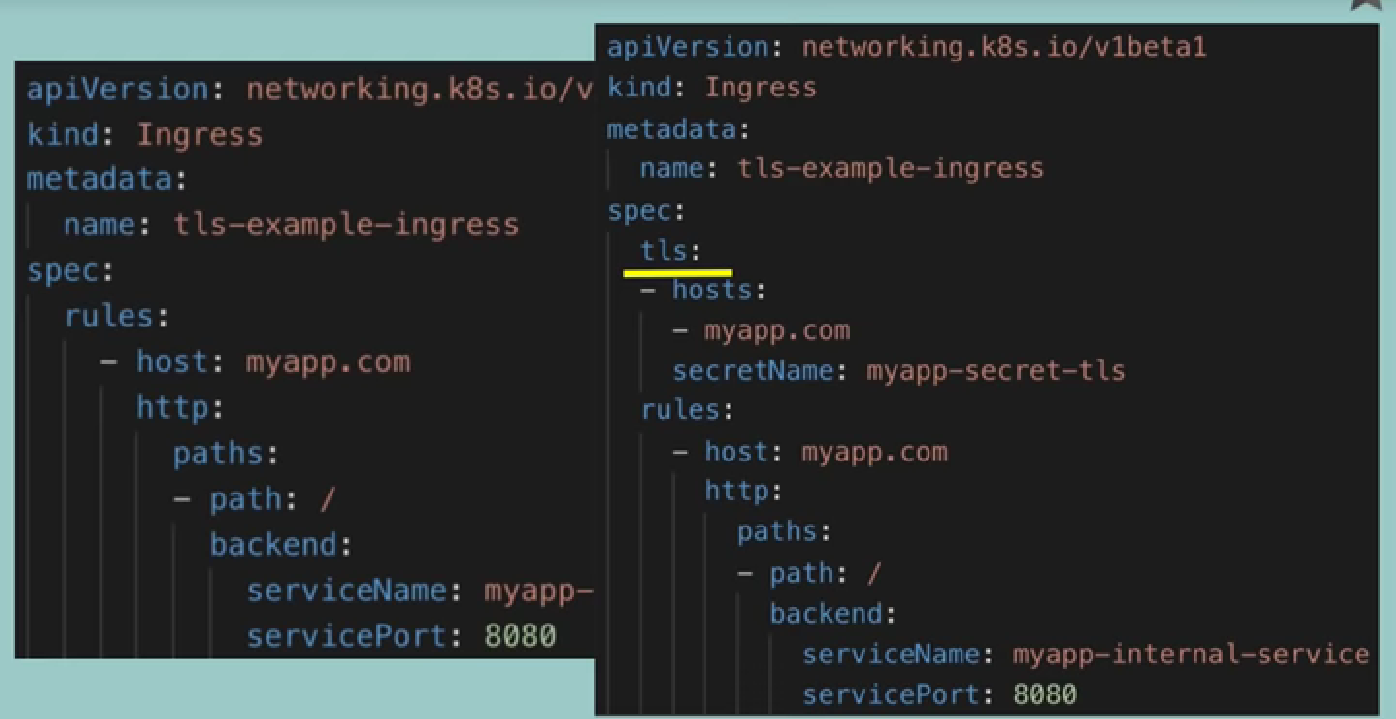 apiVersion: networking.k8s.io/v
kind: Ingress
metadata:
name: tls-example-ingress
spec:
rules:
- host: myapp.com
http:
paths:
- path: /
backend:
serviceName: myapp-
servicePort: 8080
apiVersion: networking.k8s.io/v1beta1
kind: Ingress
metadata:
name: tls-example-ingress
spec:
tls:
- hosts:
- myapp.com
secretName: myapp-secret-tls
rules:
- host: myapp.com
http:
paths:
- path: /
backend:
serviceName: myapp-internal-service
servicePort: 8080